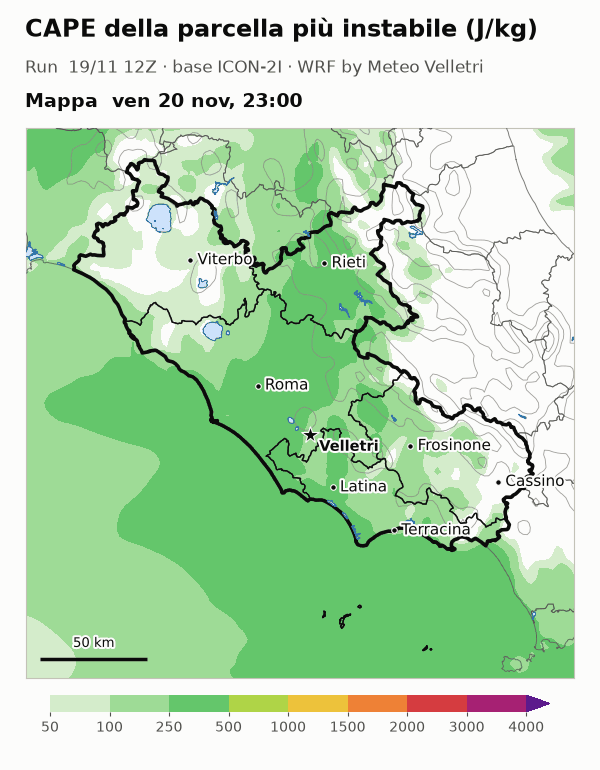 CAPE della parcella più instabile (J/kg)
Run  19/11 12Z · base ICON-2I · WRF by Meteo Velletri
Mappa  ven 20 nov, 23:00
Viterbo
Rieti
Roma
Velletri
Frosinone
Latina
Cassino
Terracina
50 km
50 100 250 500 1000 1500 2000 3000 4000